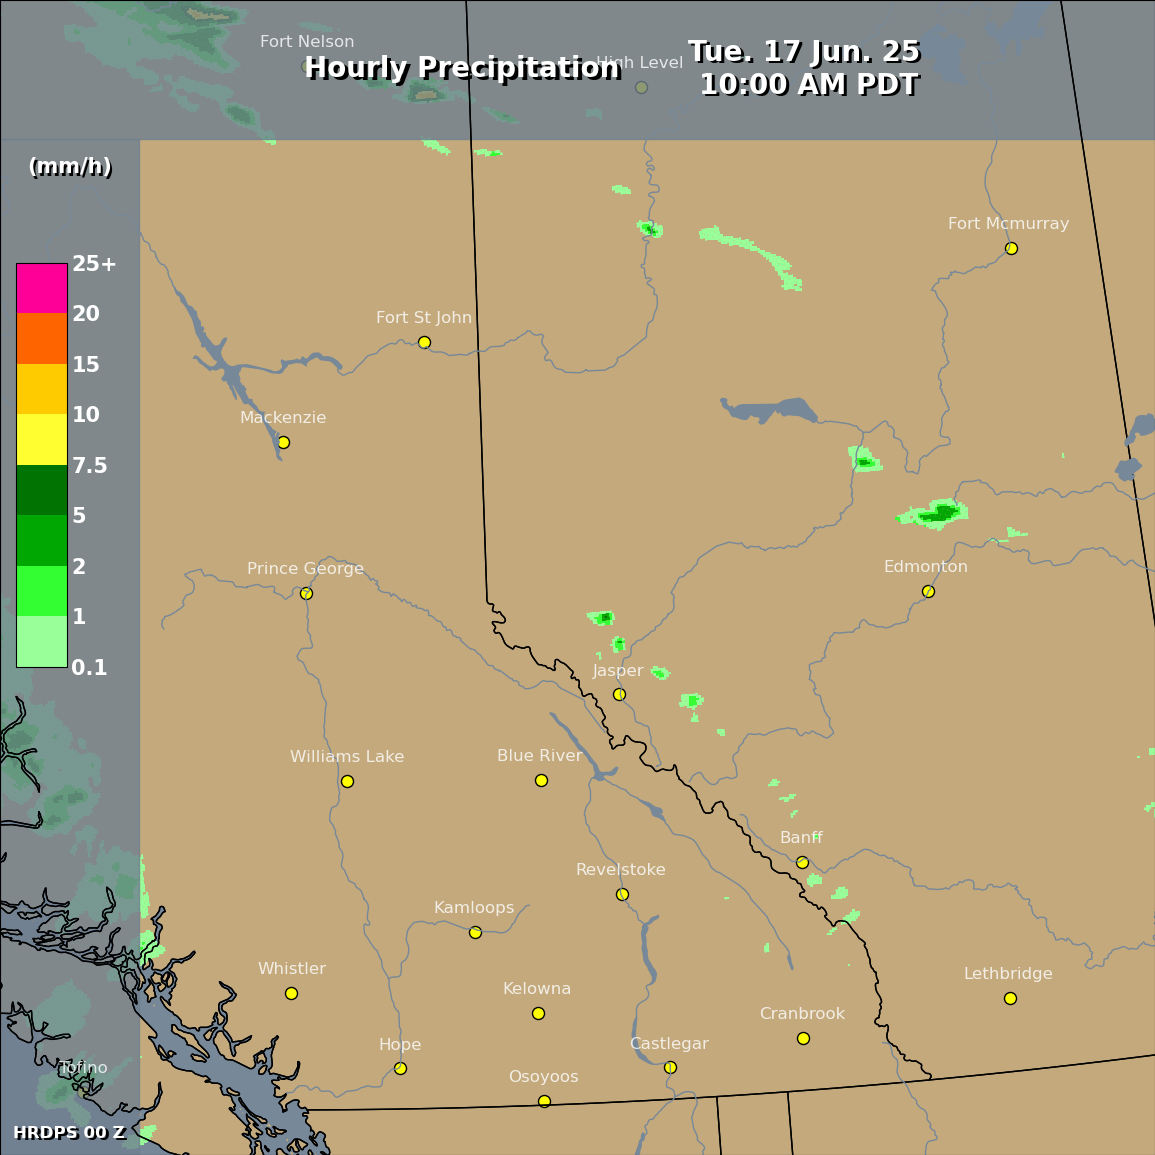 Fort Nelson
Hourly Precipitation
High Level
Tue. 17 Jun. 25
10:00 AM PDT
(mm/h)
25+
20
15
10
7.5
5
2
1
0.1
Fort Mcmurray
Fort St John
Mackenzie
Prince George
Edmonton
Jasper
Williams Lake
Blue River
Banff
Revelstoke
Kamloops
Whistler
Kelowna
Lethbridge
Cranbrook
Hope
Castlegar
Tofino
Osoyoos
HRDPS 00 Z